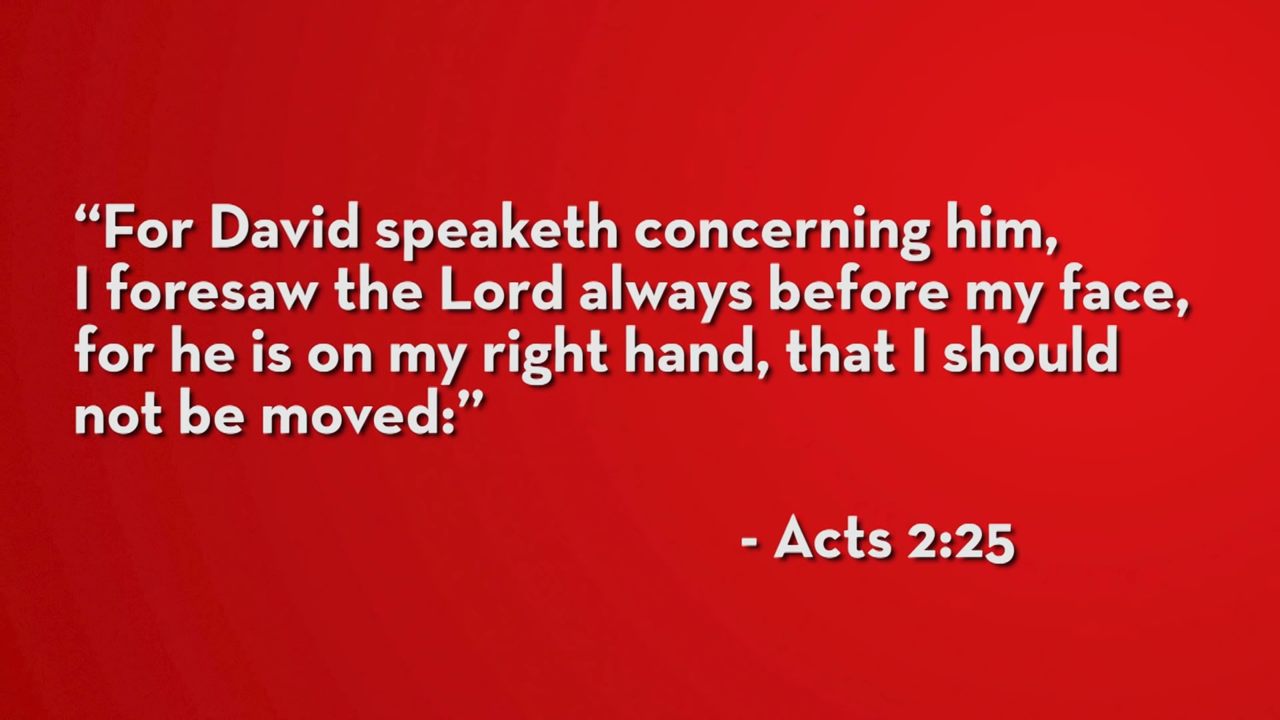 “For David speaketh concerning him,
I foresaw the Lord always before my face,
for he is on my right hand, that I should
not be moved:”
- Acts 2:25